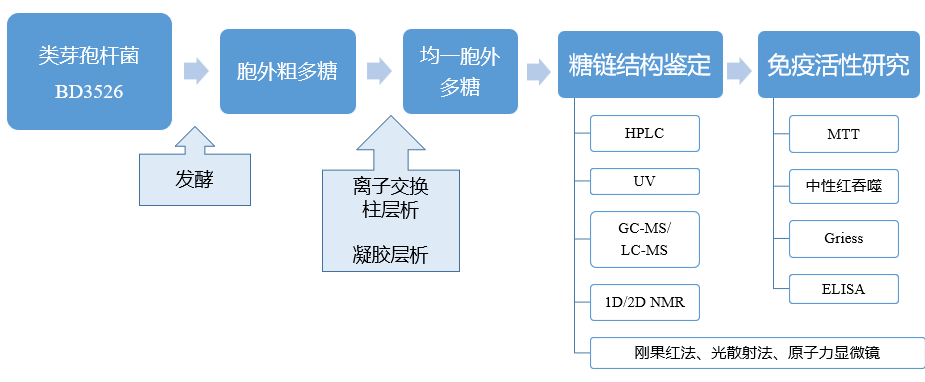 类芽孢杆菌
BD3526
胞外粗多糖
均一胞外
多糖
糖链结构鉴定
免疫活性研究
发酵
离子交换
柱层析
凝胶层析
HPLC
UV
GC-MS/
LC-MS
1D/2D NMR
刚果红法、光散射法、原子力显微镜
MTT
中性红吞噬
Griess
ELISA